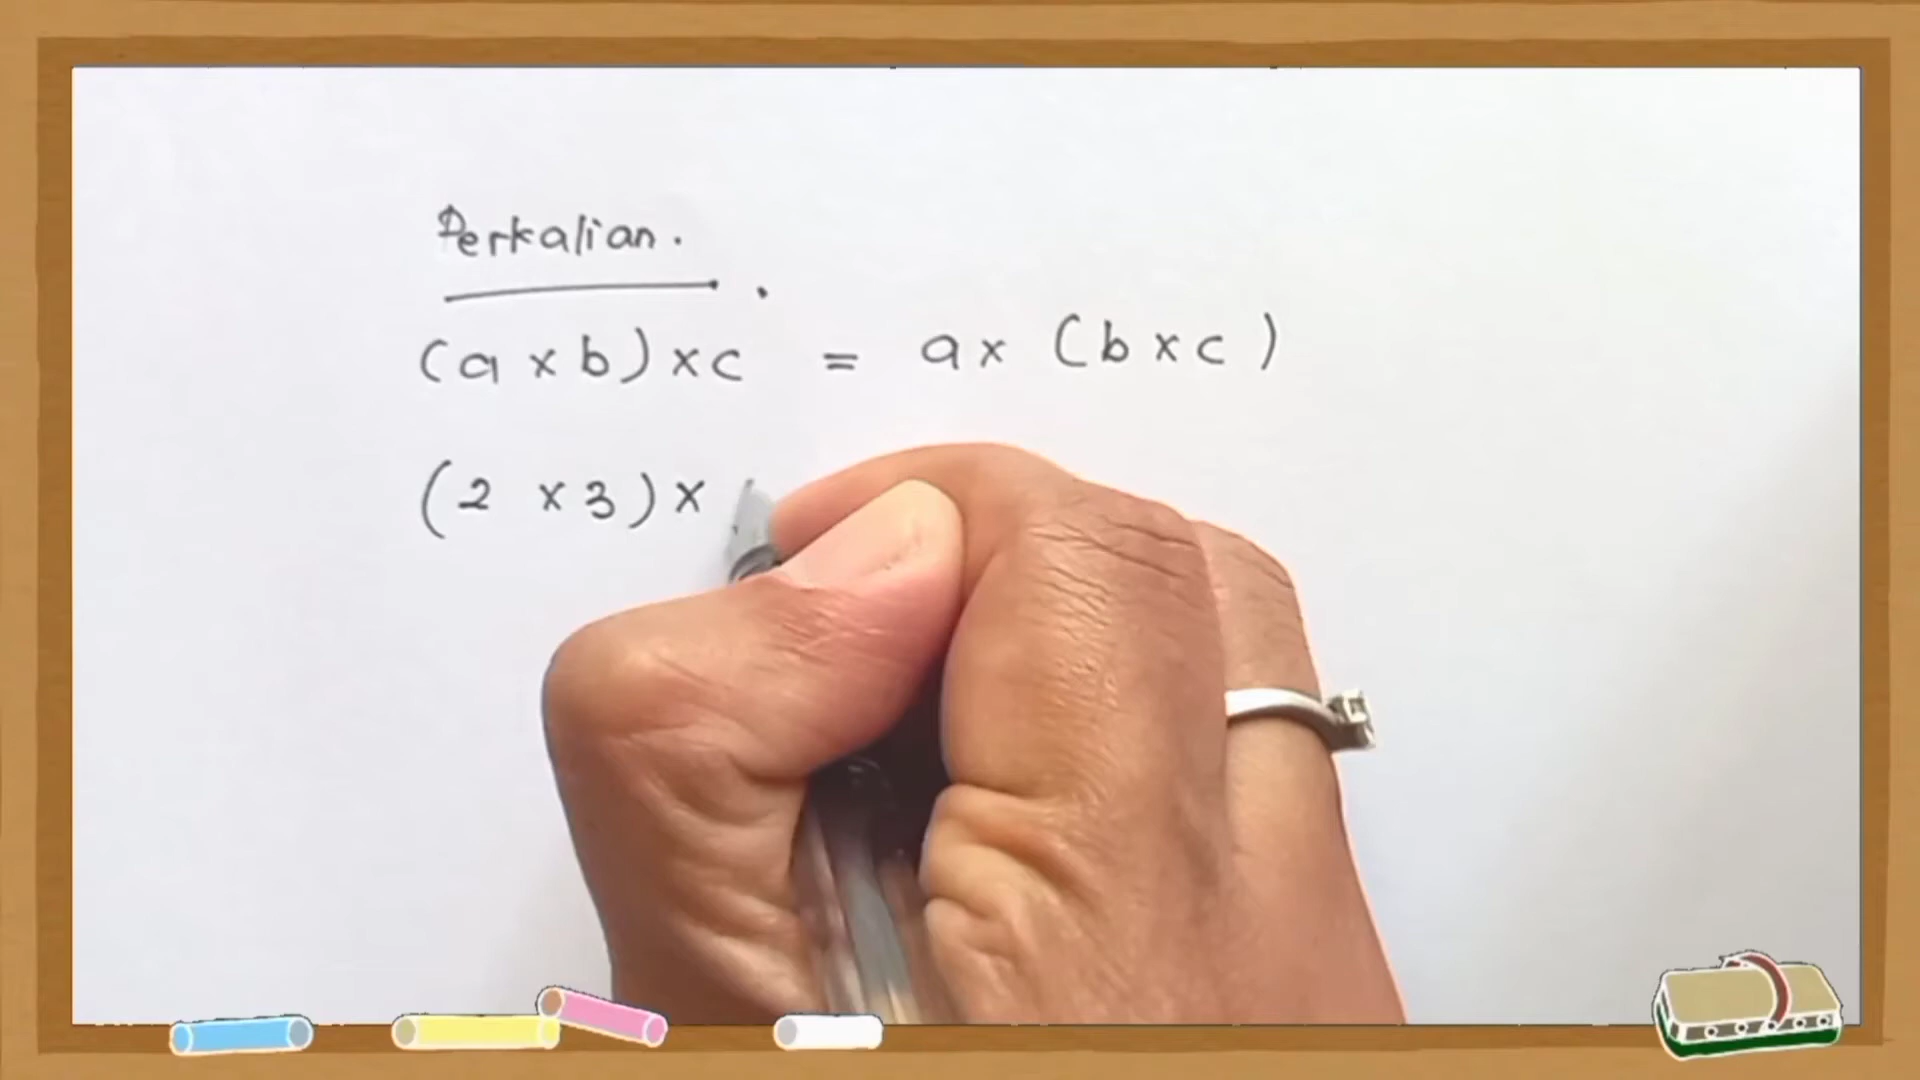 Perkalian.
(a × b) × c = a × (b × c)
(2 × 3) ×